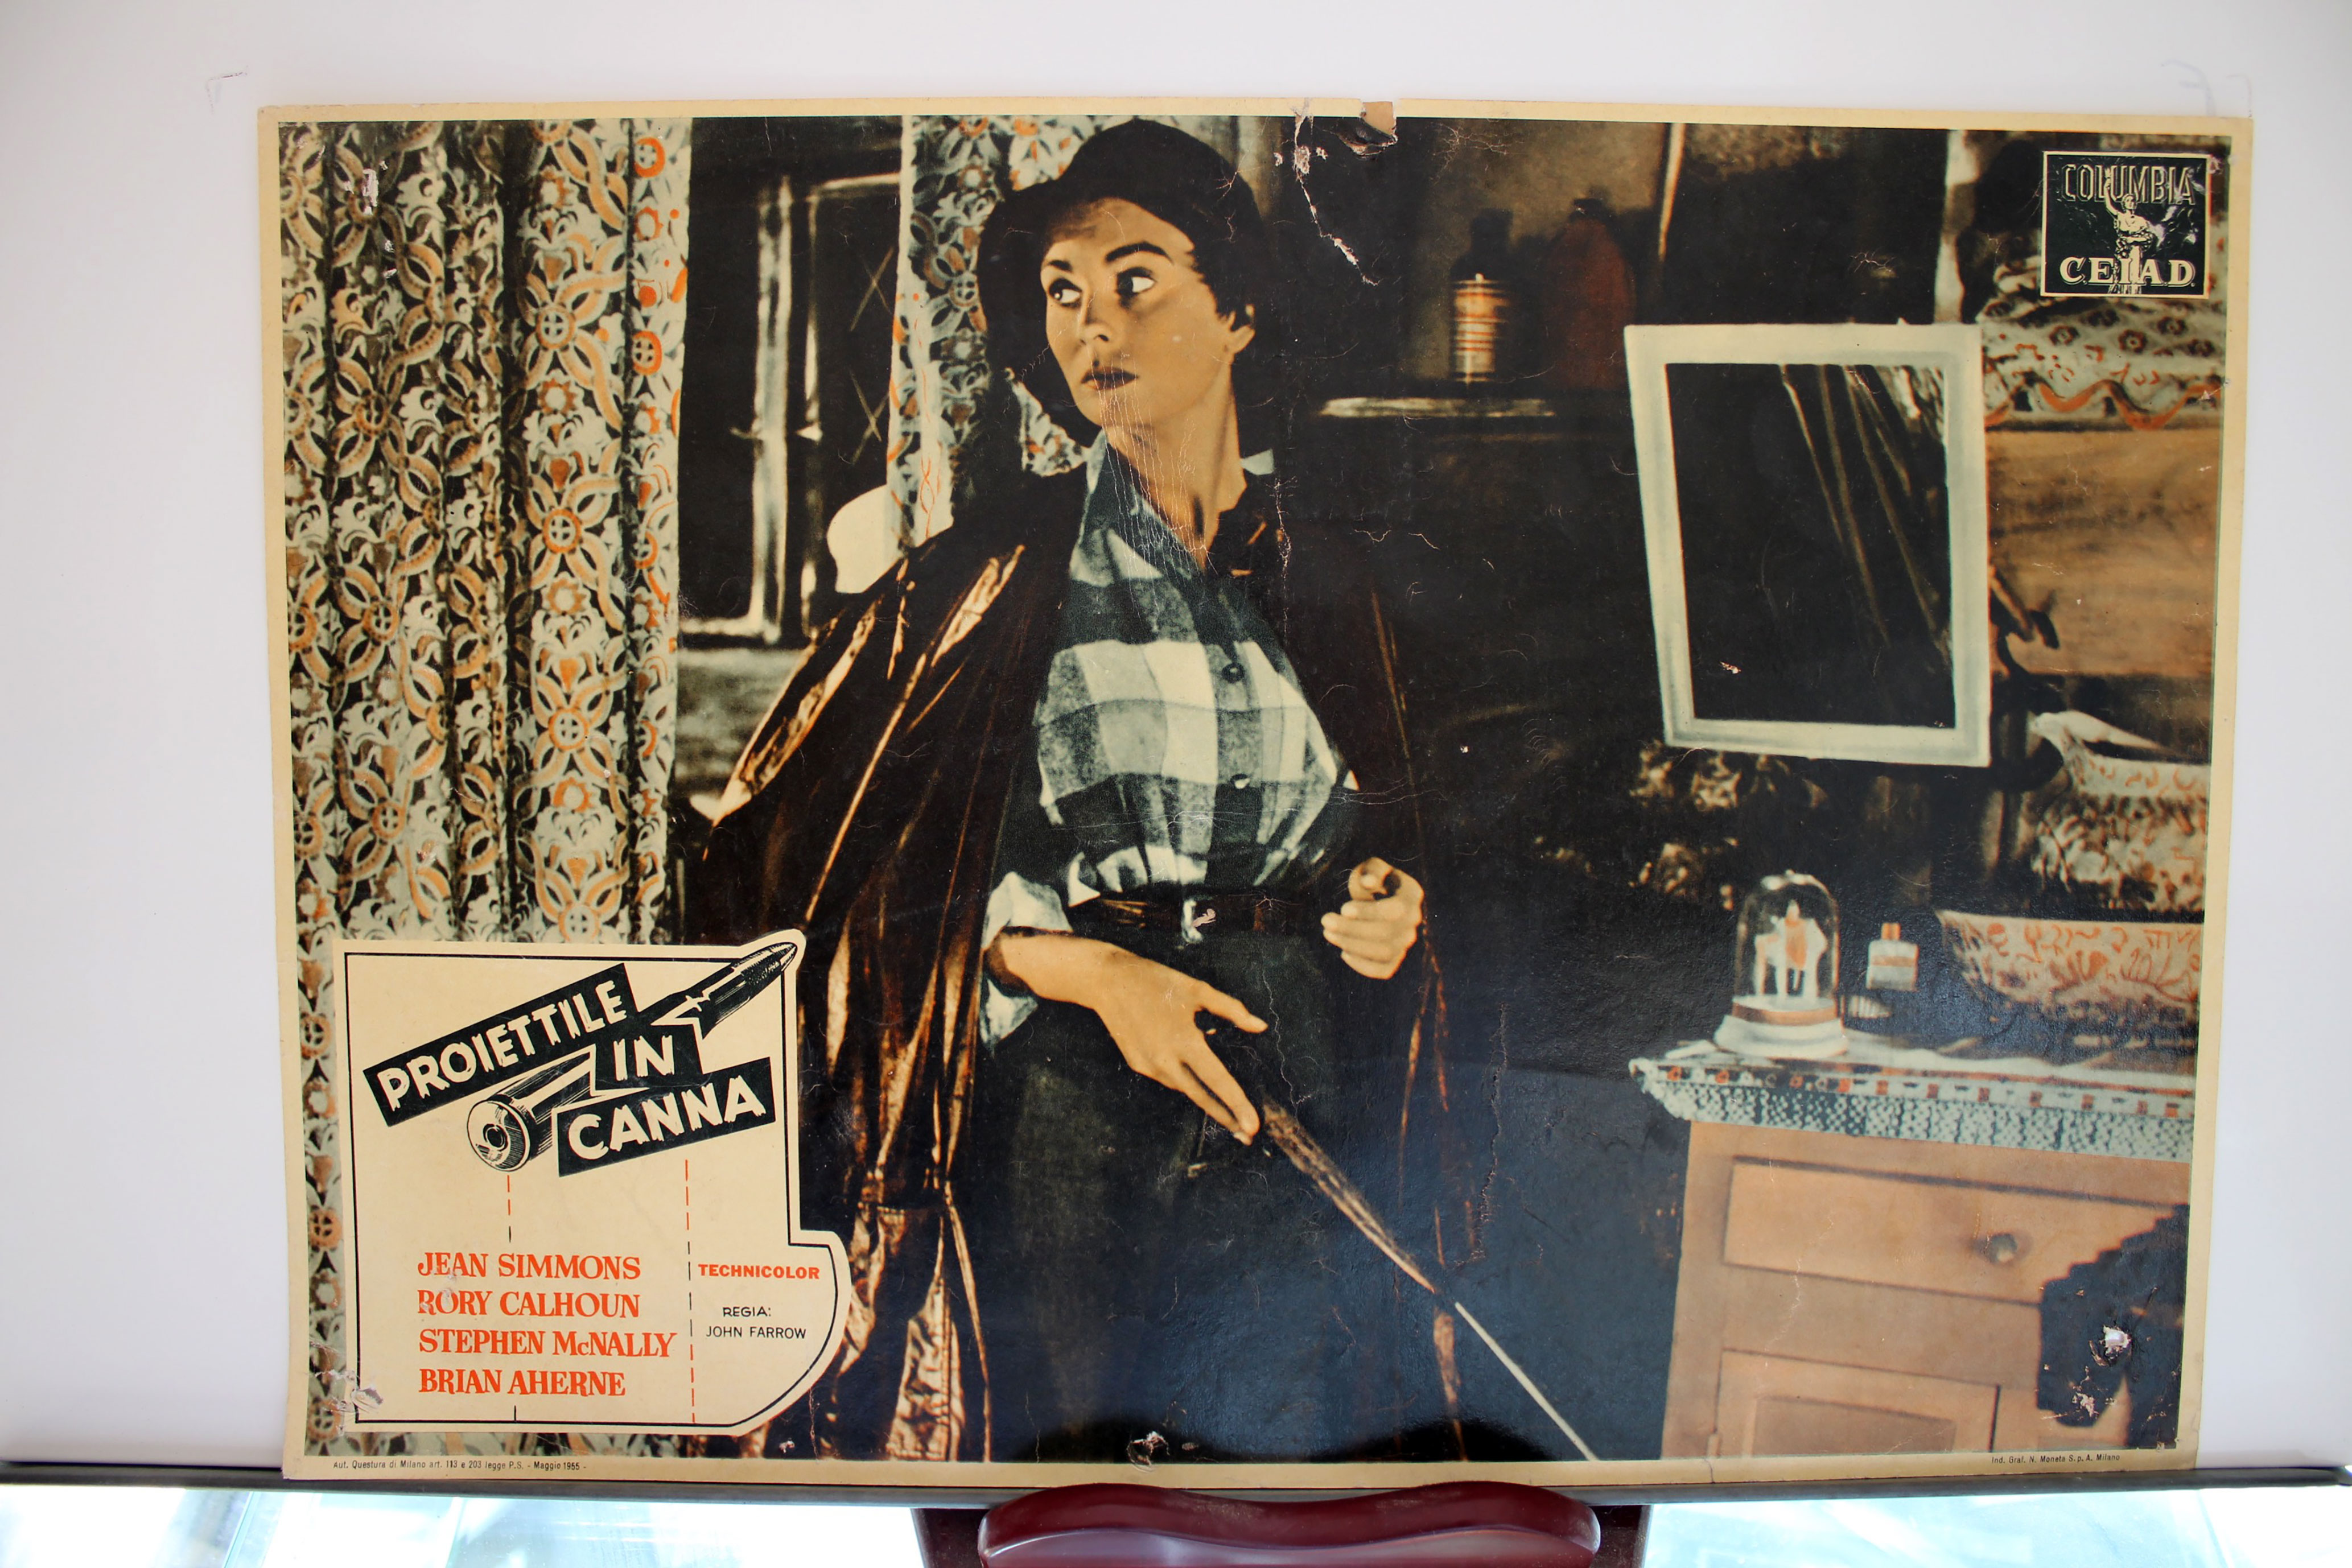 COLUMBIA
CEIAD
PROIETTILE
IN
CANNA
JEAN SIMMONS
RORY CALHOUN
STEPHEN McNALLY
BRIAN AHERNE
TECHNICOLOR
REGIA:
JOHN FARROW
Aut. Questura di Milano art. 113 e 203 legge P.S. - Maggio 1955 -
Ind. Graf. N. Moneta S. p. A. Milano